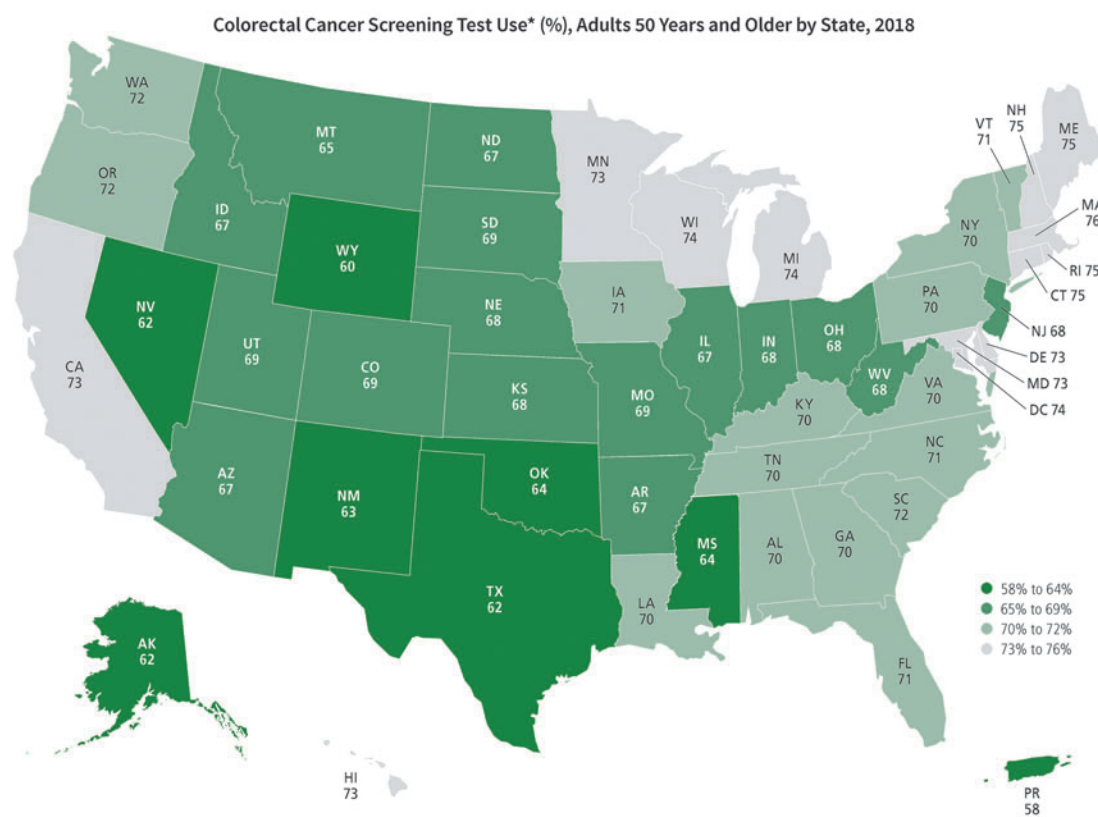 Colorectal Cancer Screening Test Use* (%), Adults 50 Years and Older by State, 2018
WA
72
OR
72
CA
73
NV
62
ID
67
MT
65
WY
60
UT
69
AZ
67
CO
69
NM
63
ND
67
SD
69
NE
68
KS
68
OK
64
TX
62
MN
73
IA
71
MO
69
AR
67
LA
70
WI
74
IL
67
MI
74
IN
68
OH
68
KY
70
TN
70
MS
64
AL
70
GA
70
FL
71
SC
72
NC
71
VA
70
WV
68
PA
70
NY
70
VT
71
NH
75
ME
75
MA
76
RI 75
CT 75
NJ 68
DE 73
MD 73
DC 74
AK
62
HI
73
PR
58
58% to 64%
65% to 69%
70% to 72%
73% to 76%